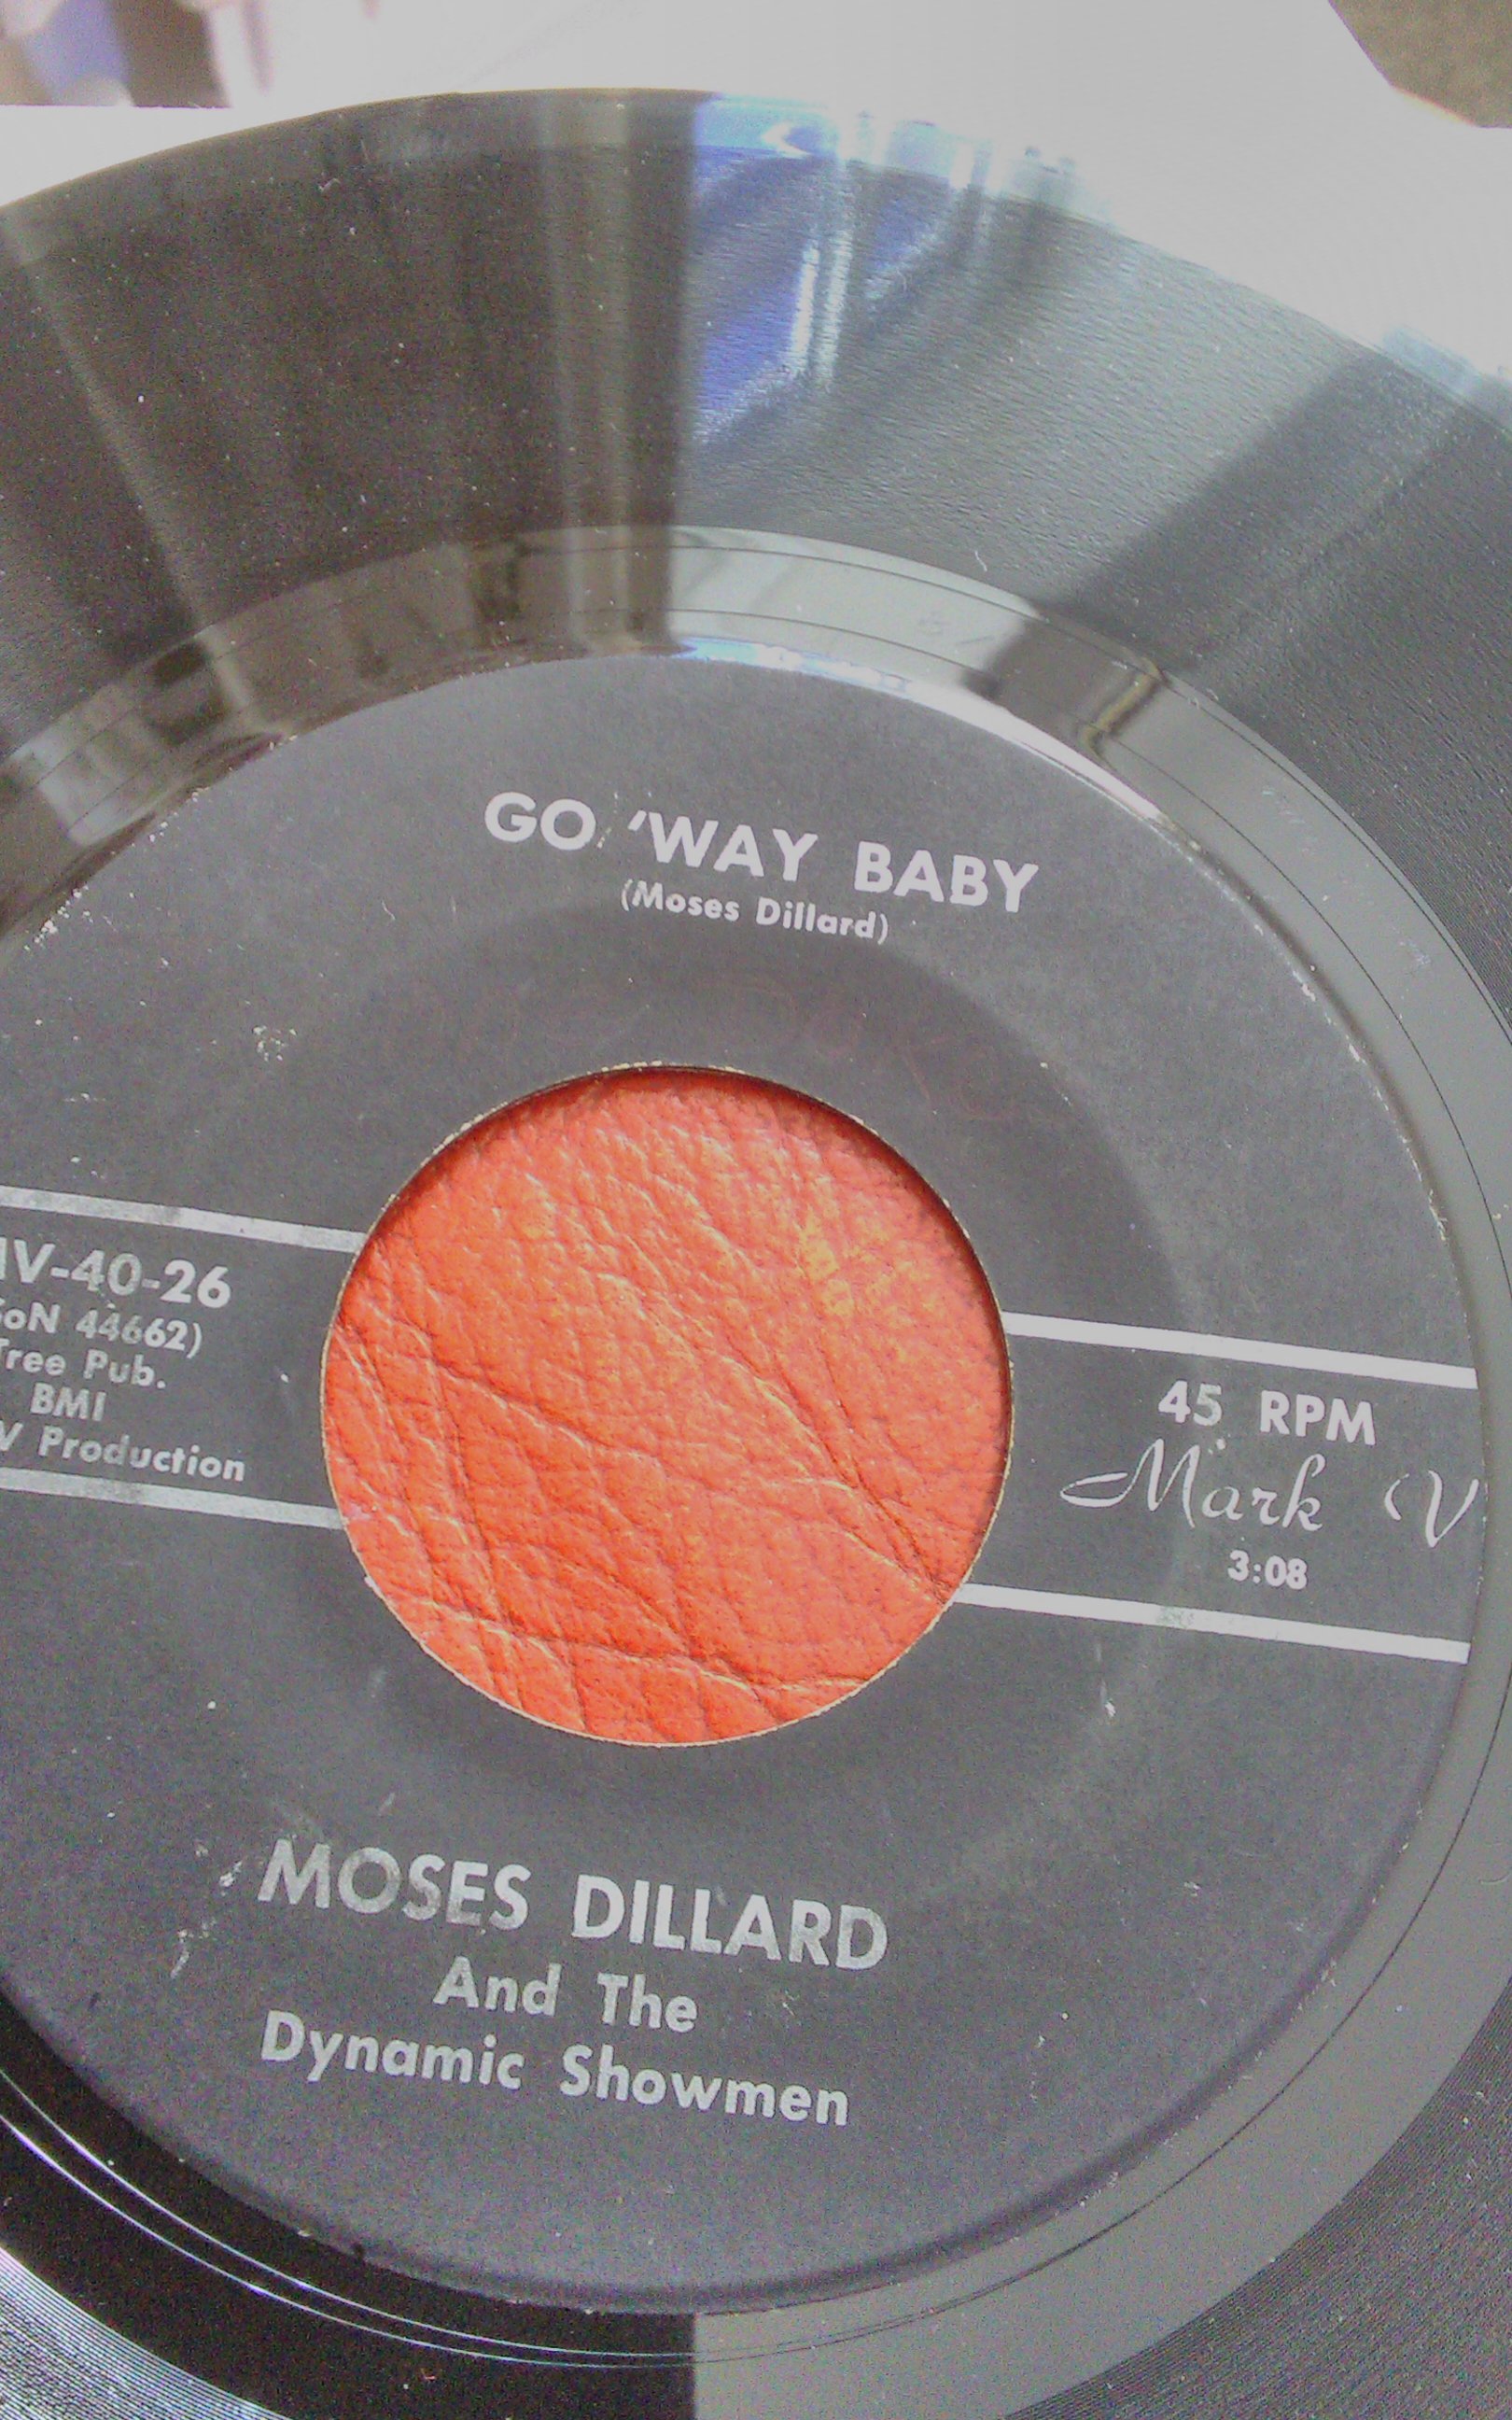 GO 'WAY BABY
(Moses Dillard)
V-40-26
oN 44662)
Tree Pub.
BMI
V Production
45 RPM
Mark V
3:08
MOSES DILLARD
And The
Dynamic Showmen